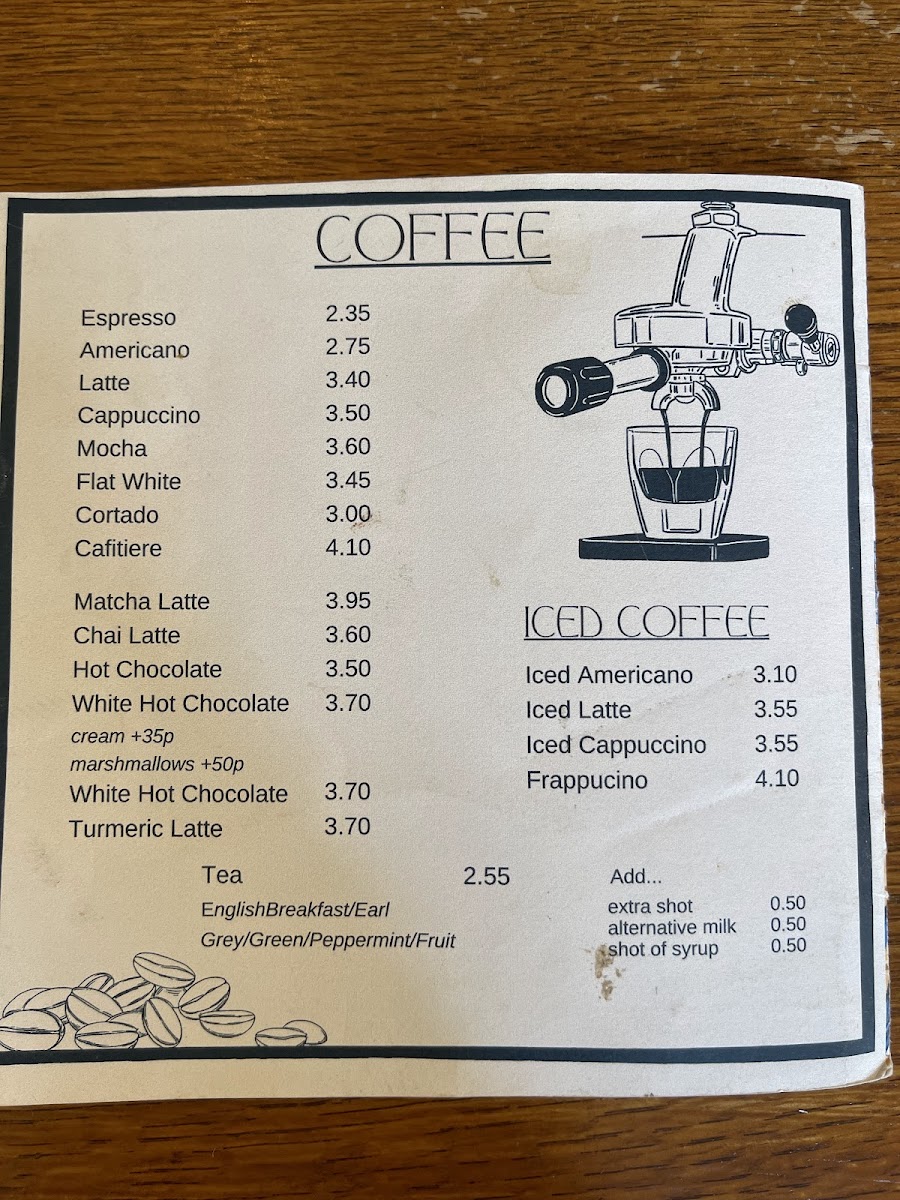 COFFEE
Espresso 2.35
Americano 2.75
Latte 3.40
Cappuccino 3.50
Mocha 3.60
Flat White 3.45
Cortado 3.00
Cafitiere 4.10
Matcha Latte 3.95
Chai Latte 3.60
Hot Chocolate 3.50
White Hot Chocolate 3.70
cream +35p
marshmallows +50p
White Hot Chocolate 3.70
Turmeric Latte 3.70
Tea 2.55
EnglishBreakfast/Earl
Grey/Green/Peppermint/Fruit
ICED COFFEE
Iced Americano 3.10
Iced Latte 3.55
Iced Cappuccino 3.55
Frappucino 4.10
Add...
extra shot 0.50
alternative milk 0.50
shot of syrup 0.50